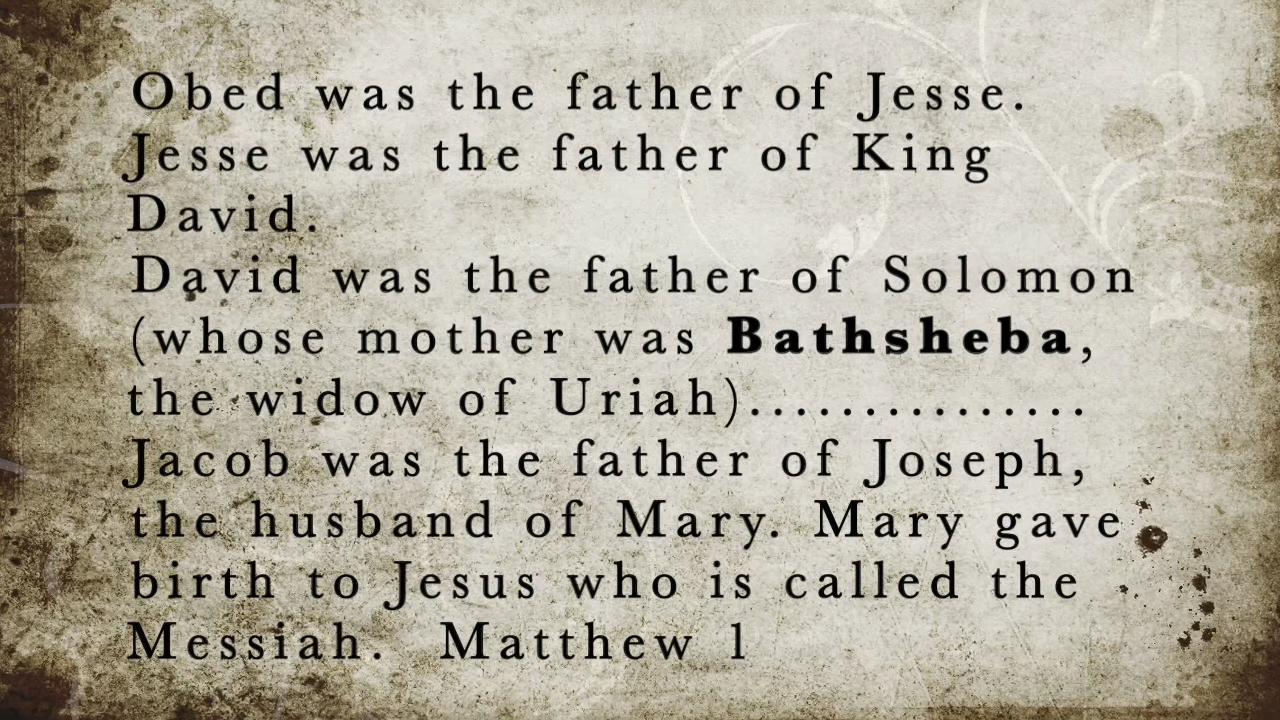 Obed was the father of Jesse.
Jesse was the father of King
David.
David was the father of Solomon
(whose mother was Bathsheba,
the widow of Uriah)...............
Jacob was the father of Joseph,
the husband of Mary. Mary gave
birth to Jesus who is called the
Messiah.  Matthew 1